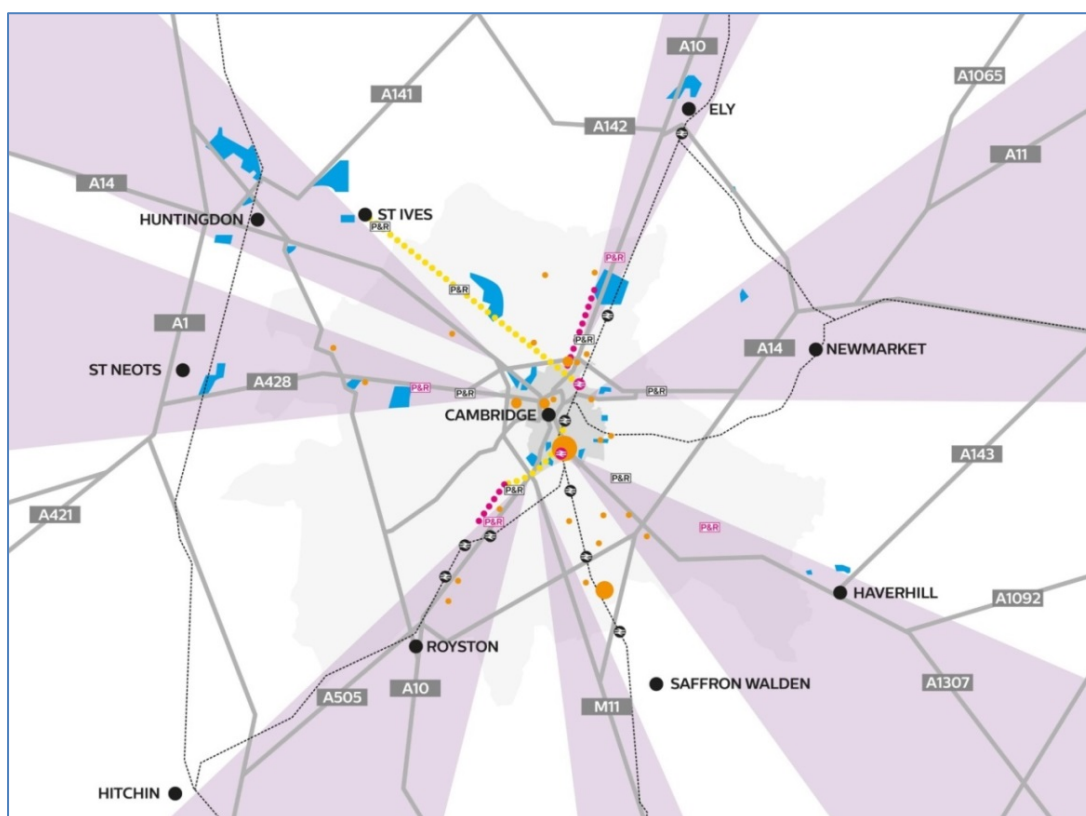 A10
A1065
A141
ELY
A142
A11
A14
ST IVES
HUNTINGDON
P&R
P&R
P&R
A1
P&R
A14
NEWMARKET
ST NEOTS
A428
P&R
P&R
P&R
CAMBRIDGE
A143
P&R
P&R
A421
P&R
P&R
HAVERHILL
A1092
ROYSTON
SAFFRON WALDEN
A1307
A505
A10
M11
HITCHIN